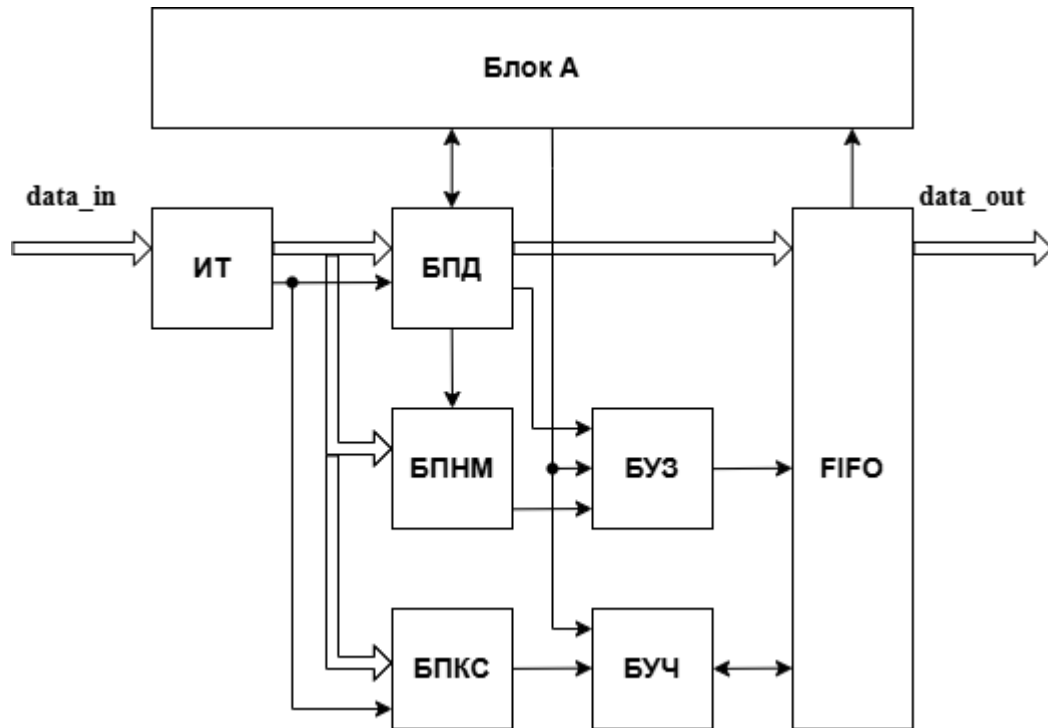 Блок А
data_in
data_out
ИТ
БПД
БПНМ
БУЗ
FIFO
БПКС
БУЧ